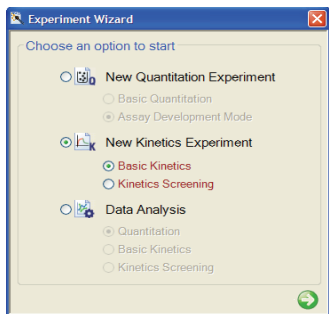 Experiment Wizard
Choose an option to start
New Quantitation Experiment
Basic Quantitation
Assay Development Mode
New Kinetics Experiment
Basic Kinetics
Kinetics Screening
Data Analysis
Quantitation
Basic Kinetics
Kinetics Screening